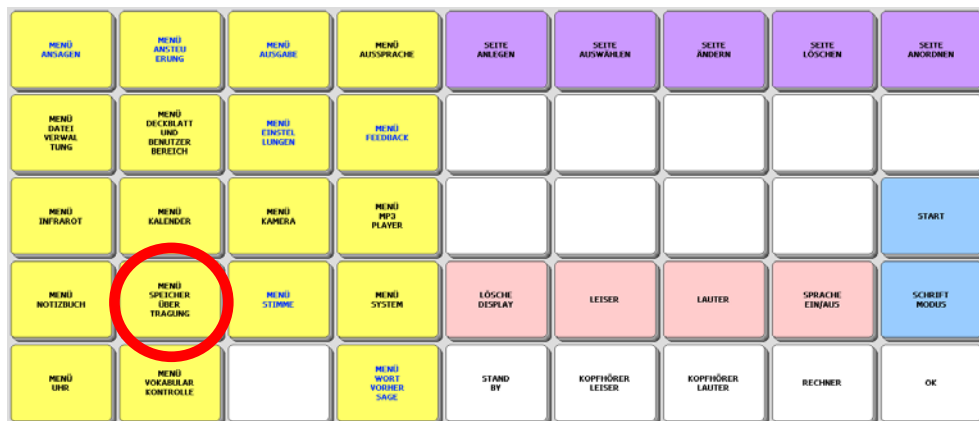 MENÜ
ANSAGEN
MENÜ
ANSTEU
ERUNG
MENÜ
AUSGABE
MENÜ
AUSSPRACHE
SEITE
ANLEGEN
SEITE
AUSWÄHLEN
SEITE
ÄNDERN
SEITE
LÖSCHEN
SEITE
ANORDNEN
MENÜ
DATEI
VERWAL
TUNG
MENÜ
DECKBLATT
UND
BENUTZER
BEREICH
MENÜ
EINSTEL
LUNGEN
MENÜ
FEEDBACK
MENÜ
INFRAROT
MENÜ
KALENDER
MENÜ
KAMERA
MENÜ
MP3
PLAYER
START
MENÜ
NOTIZBUCH
MENÜ
SPEICHER
ÜBER
TRAGUNG
MENÜ
STIMME
MENÜ
SYSTEM
LÖSCHE
DISPLAY
LEISER
LAUTER
SPRACHE
EIN/AUS
SCHRIFT
MODUS
MENÜ
UHR
MENÜ
VOKABULAR
KONTROLLE
MENÜ
WORT
VORHER
SAGE
STAND
BY
KOPFHÖRER
LEISER
KOPFHÖRER
LAUTER
RECHNER
OK